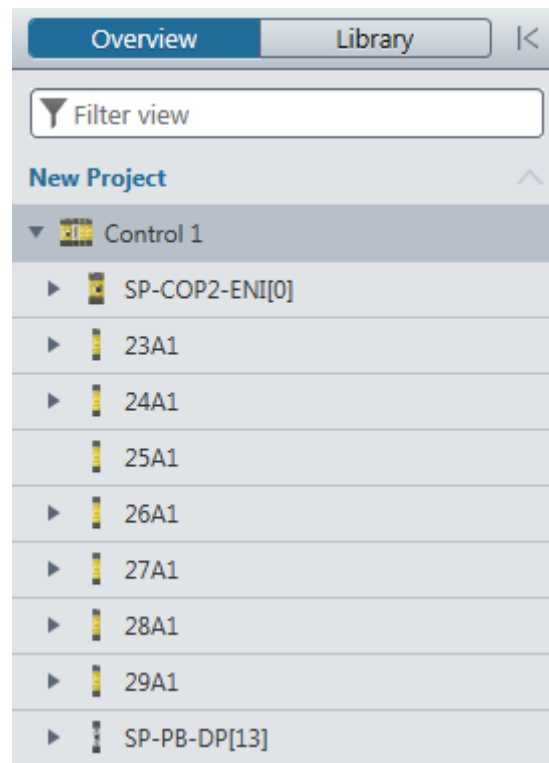 Overview Library
Filter view
New Project
Control 1
SP-COP2-ENI[0]
23A1
24A1
25A1
26A1
27A1
28A1
29A1
SP-PB-DP[13]